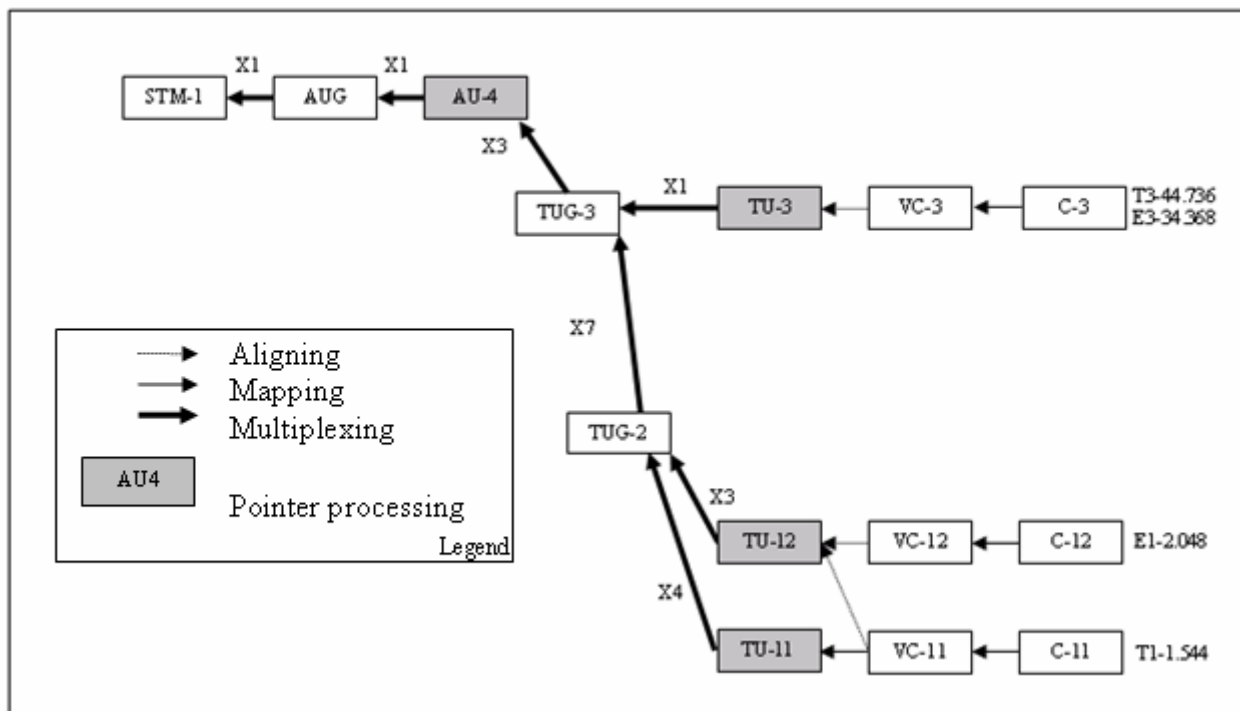 X1
X1
STM-1
AUG
AU-4
X3
X1
TUG-3
TU-3
VC-3
C-3
T3-44.736
E3-34.368
X7
Aligning
Mapping
Multiplexing
AU4
Pointer processing
Legend
TUG-2
X3
TU-12
VC-12
C-12
E1-2.048
X4
TU-11
VC-11
C-11
T1-1.544